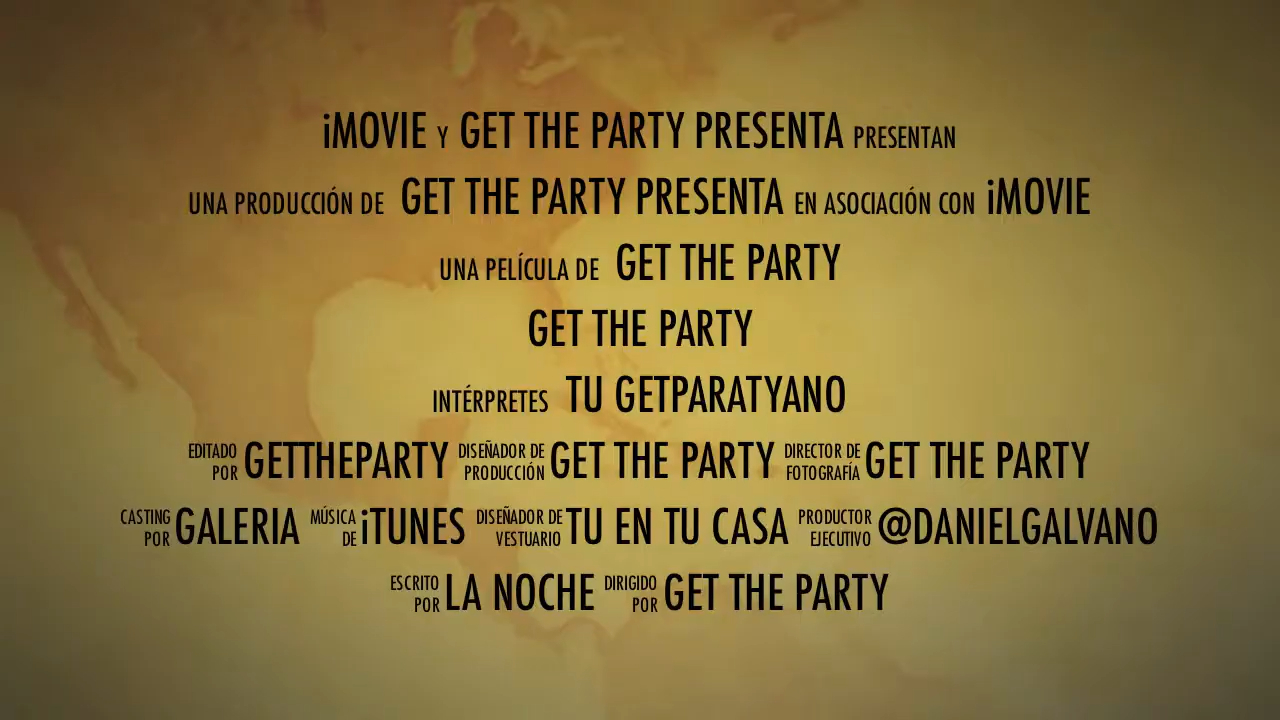 iMOVIE Y GET THE PARTY PRESENTA PRESENTAN
UNA PRODUCCIÓN DE GET THE PARTY PRESENTA EN ASOCIACIÓN CON iMOVIE
UNA PELÍCULA DE GET THE PARTY
GET THE PARTY
INTÉRPRETES TU GETPARATYANO
EDITADO POR GETTHEPARTY DISEÑADOR DE PRODUCCIÓN GET THE PARTY DIRECTOR DE FOTOGRAFÍA GET THE PARTY
CASTING POR GALERIA MÚSICA DE iTUNES DISEÑADOR DE VESTUARIO TU EN TU CASA PRODUCTOR EJECUTIVO @DANIELGALVANO
ESCRITO POR LA NOCHE DIRIGIDO POR GET THE PARTY